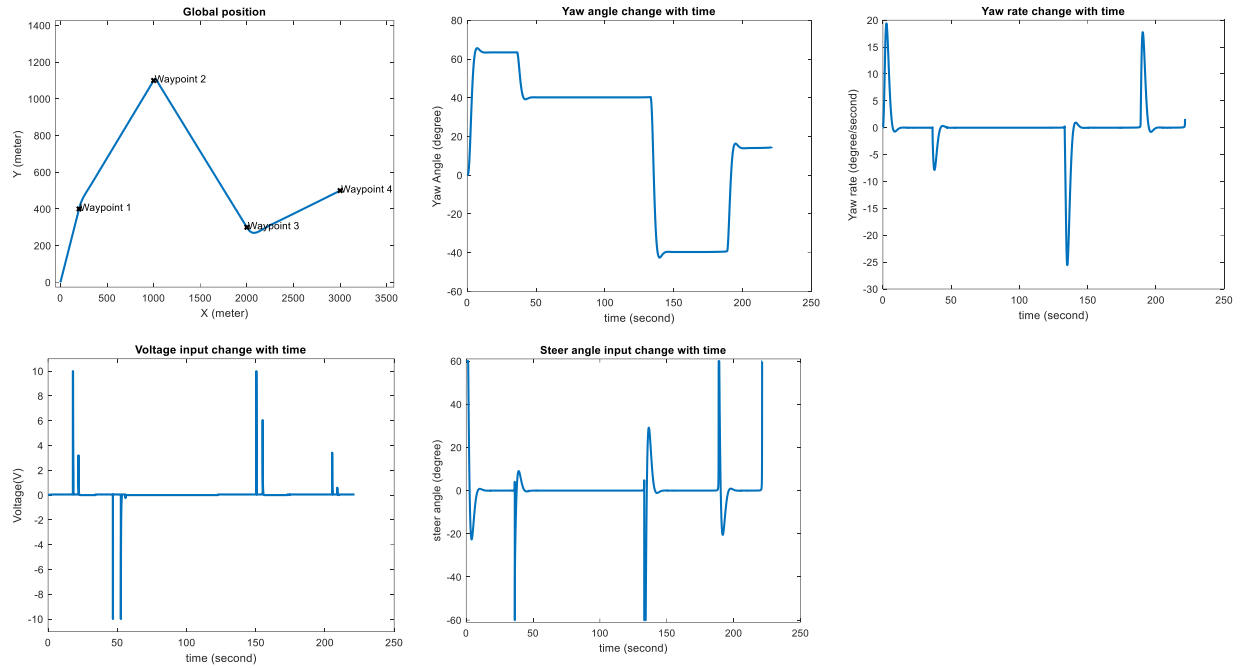 Global position
1400
1200
1000
800
600
400
200
0
Y (meter)
Waypoint 2
Waypoint 1
Waypoint 3
Waypoint 4
0 500 1000 1500 2000 2500 3000 3500
X (meter)
Yaw angle change with time
80
60
40
20
0
-20
-40
-60
Yaw Angle (degree)
0 50 100 150 200 250
time (second)
Yaw rate change with time
20
15
10
5
0
-5
-10
-15
-20
-25
-30
Yaw rate (degree/second)
0 50 100 150 200 250
time (second)
Voltage input change with time
10
8
6
4
2
0
-2
-4
-6
-8
-10
Voltage(V)
0 50 100 150 200 250
time (second)
Steer angle input change with time
60
40
20
0
-20
-40
-60
steer angle (degree)
0 50 100 150 200 250
time (second)